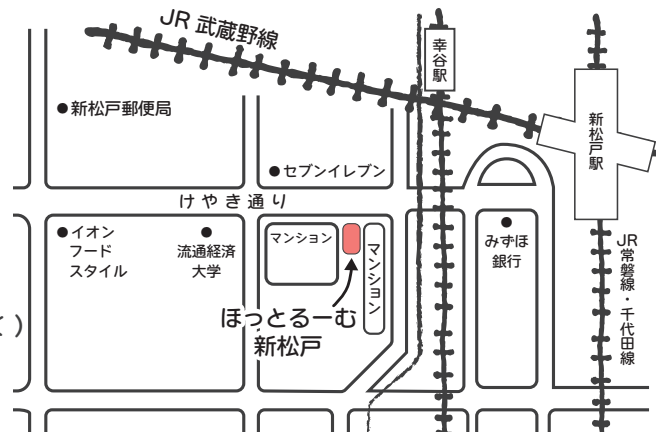 JR 武蔵野線
幸谷駅
新松戸駅
新松戸郵便局
セブンイレブン
けやき通り
イオン
フード
スタイル
流通経済
大学
マンション
マンション
みずほ
銀行
JR
常磐線・千代田線
ほっとるーむ
新松戸
)